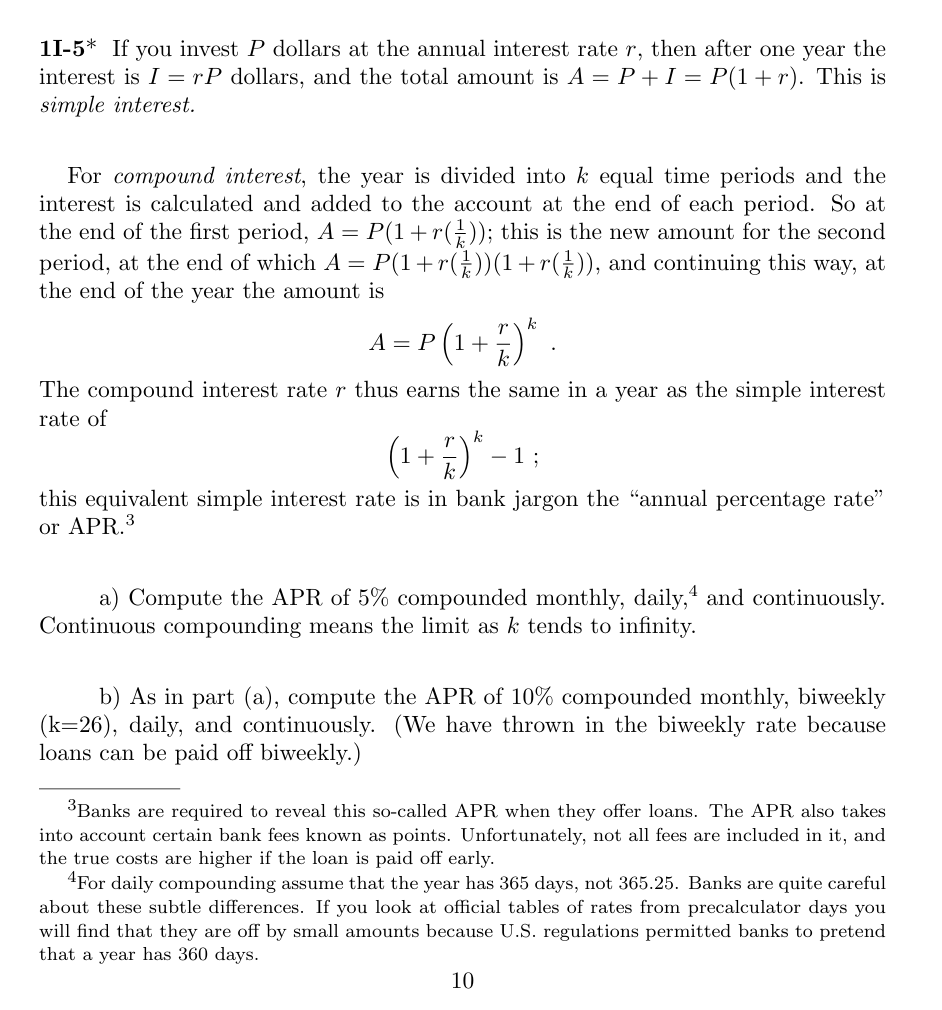 1I-5* If you invest P dollars at the annual interest rate r, then after one year the
interest is I = rP dollars, and the total amount is A = P + I = P(1 + r). This is
simple interest.
For compound interest, the year is divided into k equal time periods and the
interest is calculated and added to the account at the end of each period. So at
the end of the first period, A = P(1 + r(1/k)); this is the new amount for the second
period, at the end of which A = P(1 + r(1/k))(1 + r(1/k)), and continuing this way, at
the end of the year the amount is
A = P (1 + r/k)^k .
The compound interest rate r thus earns the same in a year as the simple interest
rate of
(1 + r/k)^k − 1 ;
this equivalent simple interest rate is in bank jargon the “annual percentage rate”
or APR.³
a) Compute the APR of 5% compounded monthly, daily,⁴ and continuously.
Continuous compounding means the limit as k tends to infinity.
b) As in part (a), compute the APR of 10% compounded monthly, biweekly
(k=26), daily, and continuously. (We have thrown in the biweekly rate because
loans can be paid off biweekly.)
³Banks are required to reveal this so-called APR when they offer loans. The APR also takes
into account certain bank fees known as points. Unfortunately, not all fees are included in it, and
the true costs are higher if the loan is paid off early.
⁴For daily compounding assume that the year has 365 days, not 365.25. Banks are quite careful
about these subtle differences. If you look at official tables of rates from precalculator days you
will find that they are off by small amounts because U.S. regulations permitted banks to pretend
that a year has 360 days.
10